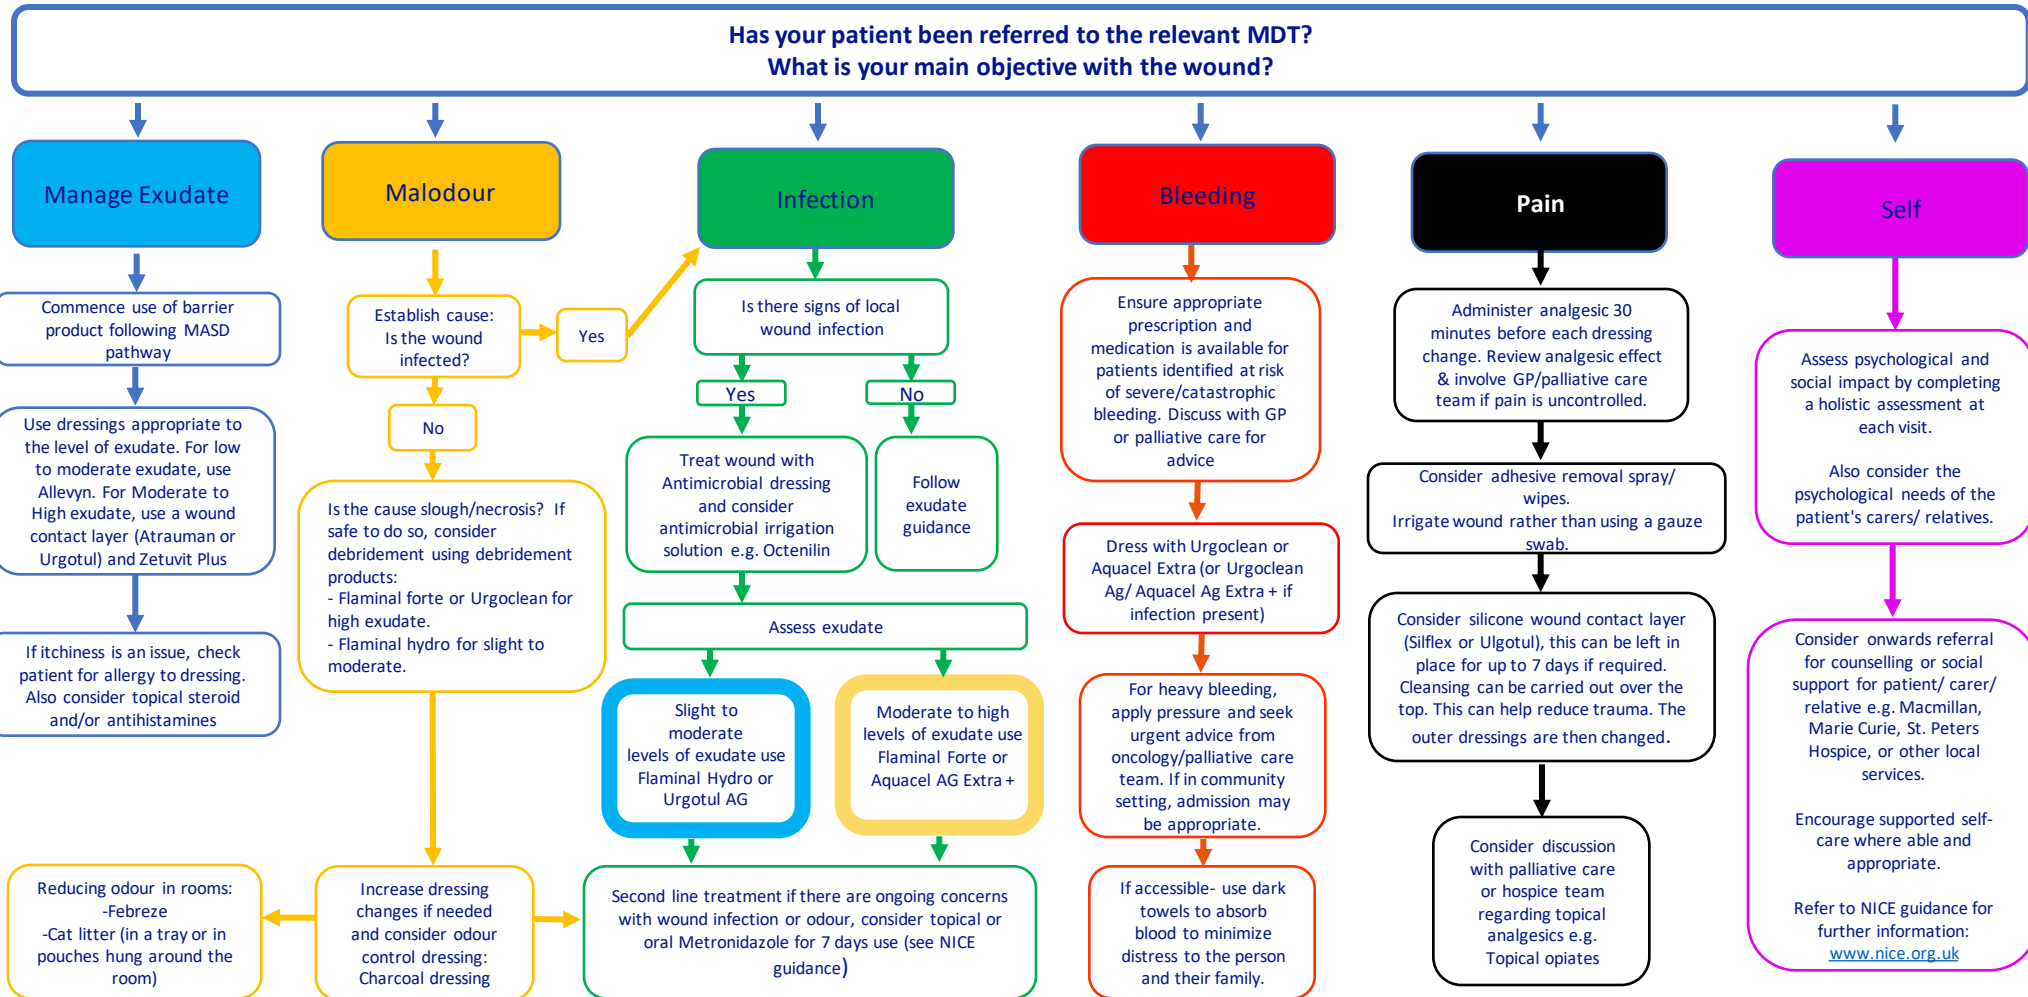 Has your patient been referred to the relevant MDT?
What is your main objective with the wound?
Manage Exudate
Commence use of barrier
product following MASD
pathway
Use dressings appropriate to
the level of exudate. For low
to moderate exudate, use
Allevyn. For Moderate to
High exudate, use a wound
contact layer (Atrauman or
Urgotul) and Zetuvit Plus
If itchiness is an issue, check
patient for allergy to dressing.
Also consider topical steroid
and/or antihistamines
Malodour
Establish cause:
Is the wound
infected?
Yes
No
Is the cause slough/necrosis? If
safe to do so, consider
debridement using debridement
products:
- Flaminal forte or Urgoclean for
high exudate.
- Flaminal hydro for slight to
moderate.
Increase dressing
changes if needed
and consider odour
control dressing:
Charcoal dressing
Reducing odour in rooms:
-Febreze
-Cat litter (in a tray or in
pouches hung around the
room)
Infection
Is there signs of local
wound infection
Yes
No
Treat wound with
Antimicrobial dressing
and consider
antimicrobial irrigation
solution e.g. Octenilin
Follow
exudate
guidance
Assess exudate
Slight to
moderate
levels of exudate use
Flaminal Hydro or
Urgotul AG
Moderate to high
levels of exudate use
Flaminal Forte or
Aquacel AG Extra +
Second line treatment if there are ongoing concerns
with wound infection or odour, consider topical or
oral Metronidazole for 7 days use (see NICE
guidance)
Bleeding
Ensure appropriate
prescription and
medication is available for
patients identified at risk
of severe/catastrophic
bleeding. Discuss with GP
or palliative care for
advice
Dress with Urgoclean or
Aquacel Extra (or Urgoclean
Ag/ Aquacel Ag Extra + if
infection present)
For heavy bleeding,
apply pressure and seek
urgent advice from
oncology/palliative care
team. If in community
setting, admission may
be appropriate.
If accessible- use dark
towels to absorb
blood to minimize
distress to the person
and their family.
Pain
Administer analgesic 30
minutes before each dressing
change. Review analgesic effect
& involve GP/palliative care
team if pain is uncontrolled.
Consider adhesive removal spray/
wipes.
Irrigate wound rather than using a gauze
swab.
Consider silicone wound contact layer
(Silflex or Ulgotul), this can be left in
place for up to 7 days if required.
Cleansing can be carried out over the
top. This can help reduce trauma. The
outer dressings are then changed.
Consider discussion
with palliative care
or hospice team
regarding topical
analgesics e.g.
Topical opiates
Self
Assess psychological and
social impact by completing
a holistic assessment at
each visit.
Also consider the
psychological needs of the
patient's carers/ relatives.
Consider onwards referral
for counselling or social
support for patient/ carer/
relative e.g. Macmillan,
Marie Curie, St. Peters
Hospice, or other local
services.
Encourage supported self-
care where able and
appropriate.
Refer to NICE guidance for
further information:
www.nice.org.uk